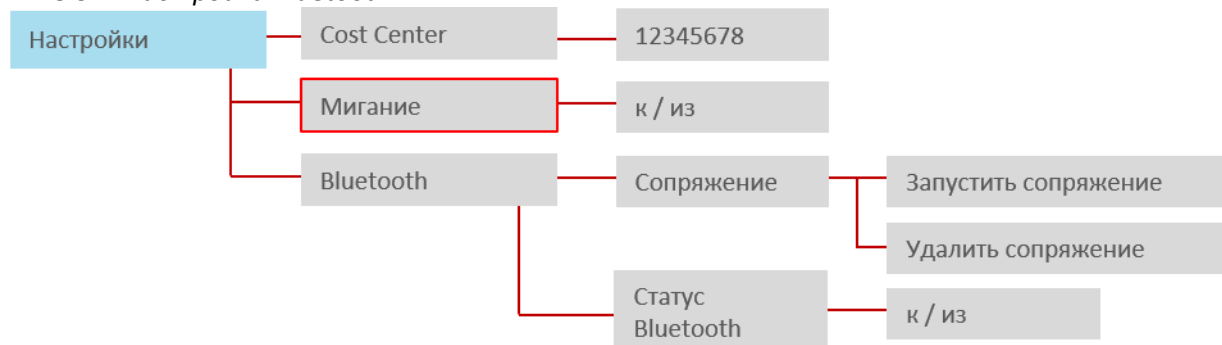 Настройки
Cost Center
12345678
Мигание
к / из
Bluetooth
Сопряжение
Запустить сопряжение
Удалить сопряжение
Статус
Bluetooth
к / из